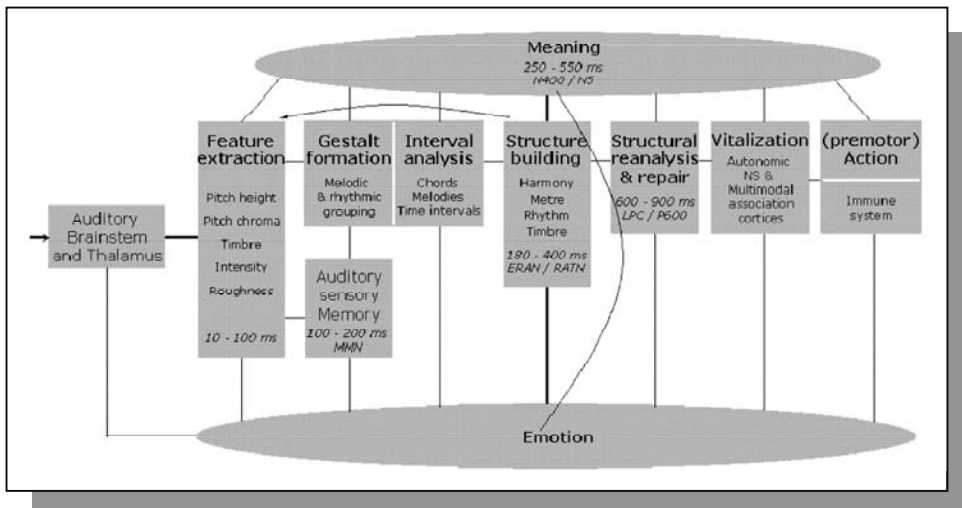 Meaning
250 - 550 ms
N400 / N5
Feature
extraction
Pitch height
Pitch chroma
Timbre
Intensity
Roughness
10 - 100 ms
Gestalt
formation
Melodic
& rhythmic
grouping
Interval
analysis
Chords
Melodies
Time intervals
Structure
building
Harmony
Metre
Rhythm
Timbre
180 - 400 ms
ERAN / RATN
Structural
reanalysis
& repair
600 - 900 ms
LPC / P600
Vitalization
Autonomic
NS &
Multimodal
association
cortices
(premotor)
Action
Immune
system
Auditory
Brainstem
and Thalamus
Auditory
sensory
Memory
100 - 200 ms
MMN
Emotion